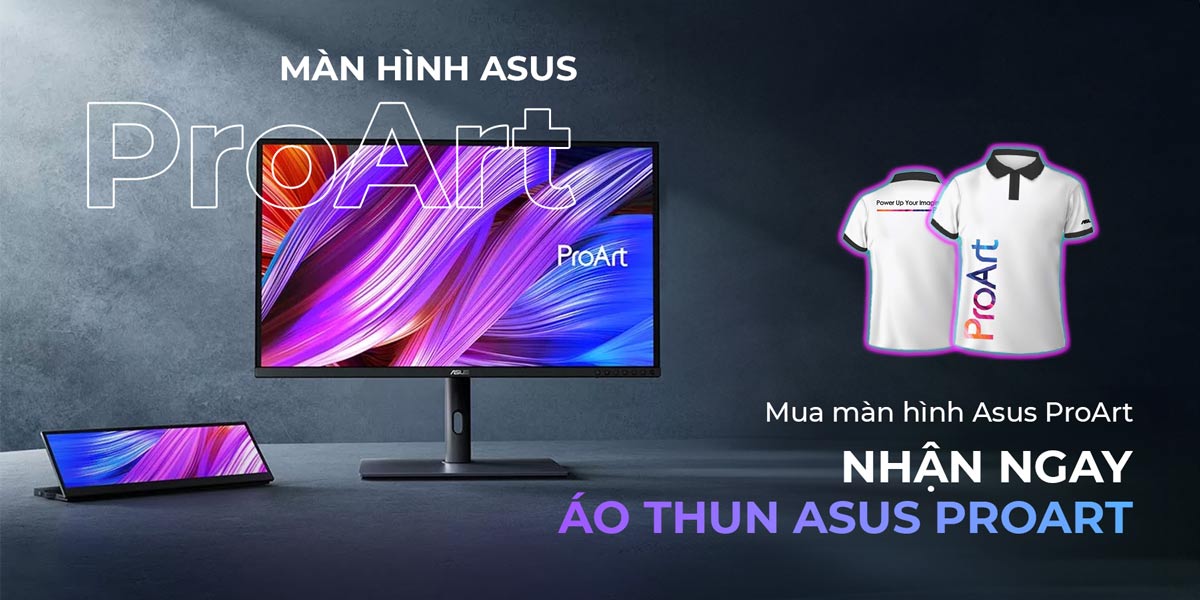 MÀN HÌNH ASUS
ProArt
ProArt
ASUS
Power Up Your Imagin
ProArt
Mua màn hình Asus ProArt
NHẬN NGAY
ÁO THUN ASUS PROART